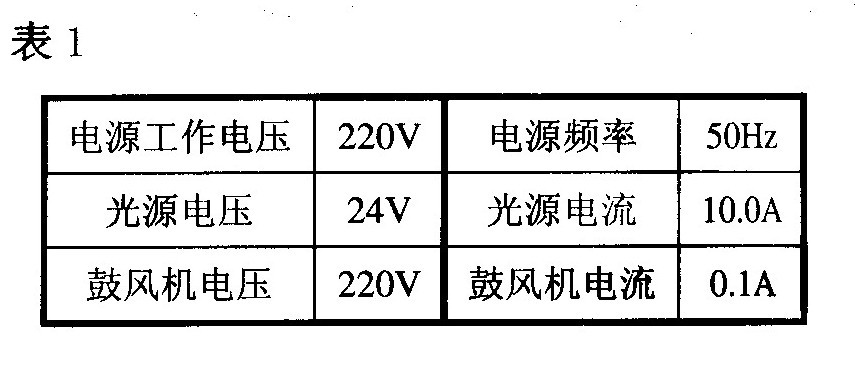 表 1
电源工作电压 220V 电源频率 50Hz
光源电压 24V 光源电流 10.0A
鼓风机电压 220V 鼓风机电流 0.1A